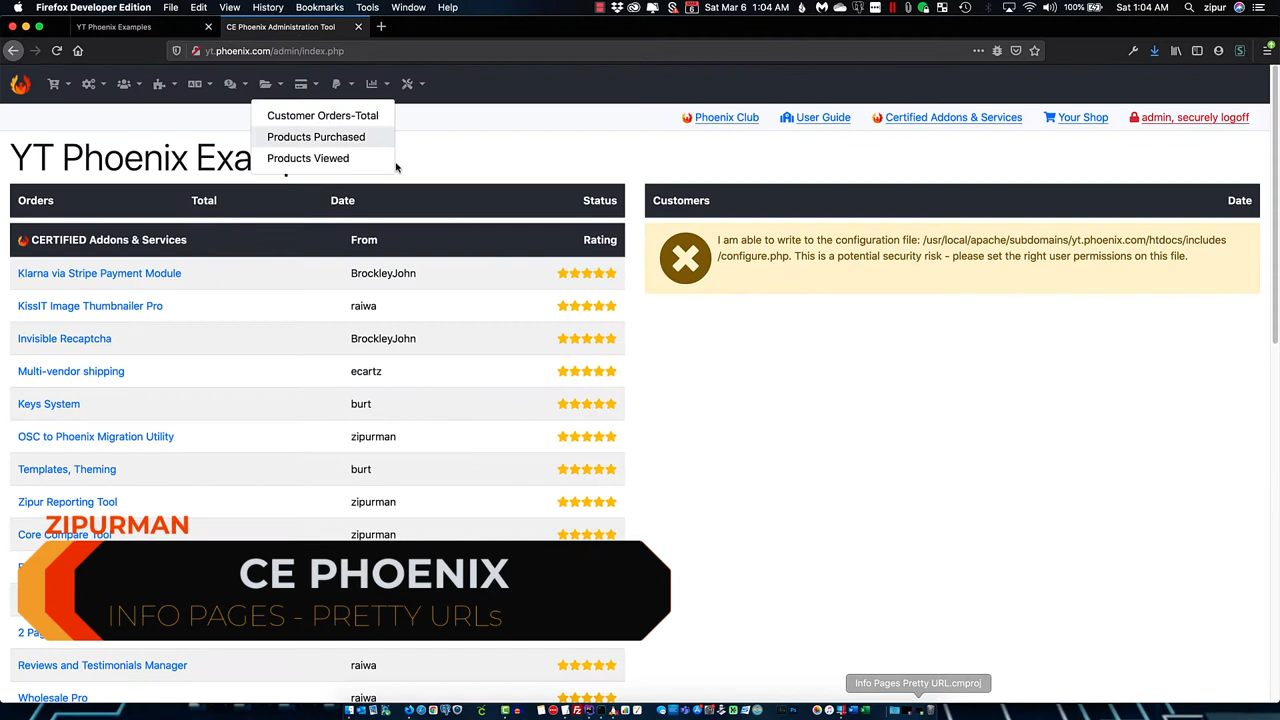 Firefox Developer Edition File Edit View History Bookmarks Tools Window Help
100% Sat Mar 6 1:04 AM Sat 1:04 AM zipur
YT Phoenix Examples
CE Phoenix Administration Tool
yt.phoenix.com/admin/index.php
Customer Orders-Total
Products Purchased
Products Viewed
Phoenix Club User Guide Certified Addons & Services Your Shop admin, securely logoff
YT Phoenix Exa
Orders Total Date Status
Customers Date
CERTIFIED Addons & Services From Rating
I am able to write to the configuration file: /usr/local/apache/subdomains/yt.phoenix.com/htdocs/includes
/configure.php. This is a potential security risk - please set the right user permissions on this file.
Klarna via Stripe Payment Module BrockleyJohn
KissIT Image Thumbnailer Pro raiwa
Invisible Recaptcha BrockleyJohn
Multi-vendor shipping ecartz
Keys System burt
OSC to Phoenix Migration Utility zipurman
Templates, Theming burt
Zipur Reporting Tool zipurman
Core Compare Tool zipurman
ZIPURMAN
CE PHOENIX
INFO PAGES - PRETTY URLs
2 Pa
Reviews and Testimonials Manager raiwa
Info Pages Pretty URL.cmproj
Wholesale Pro raiwa